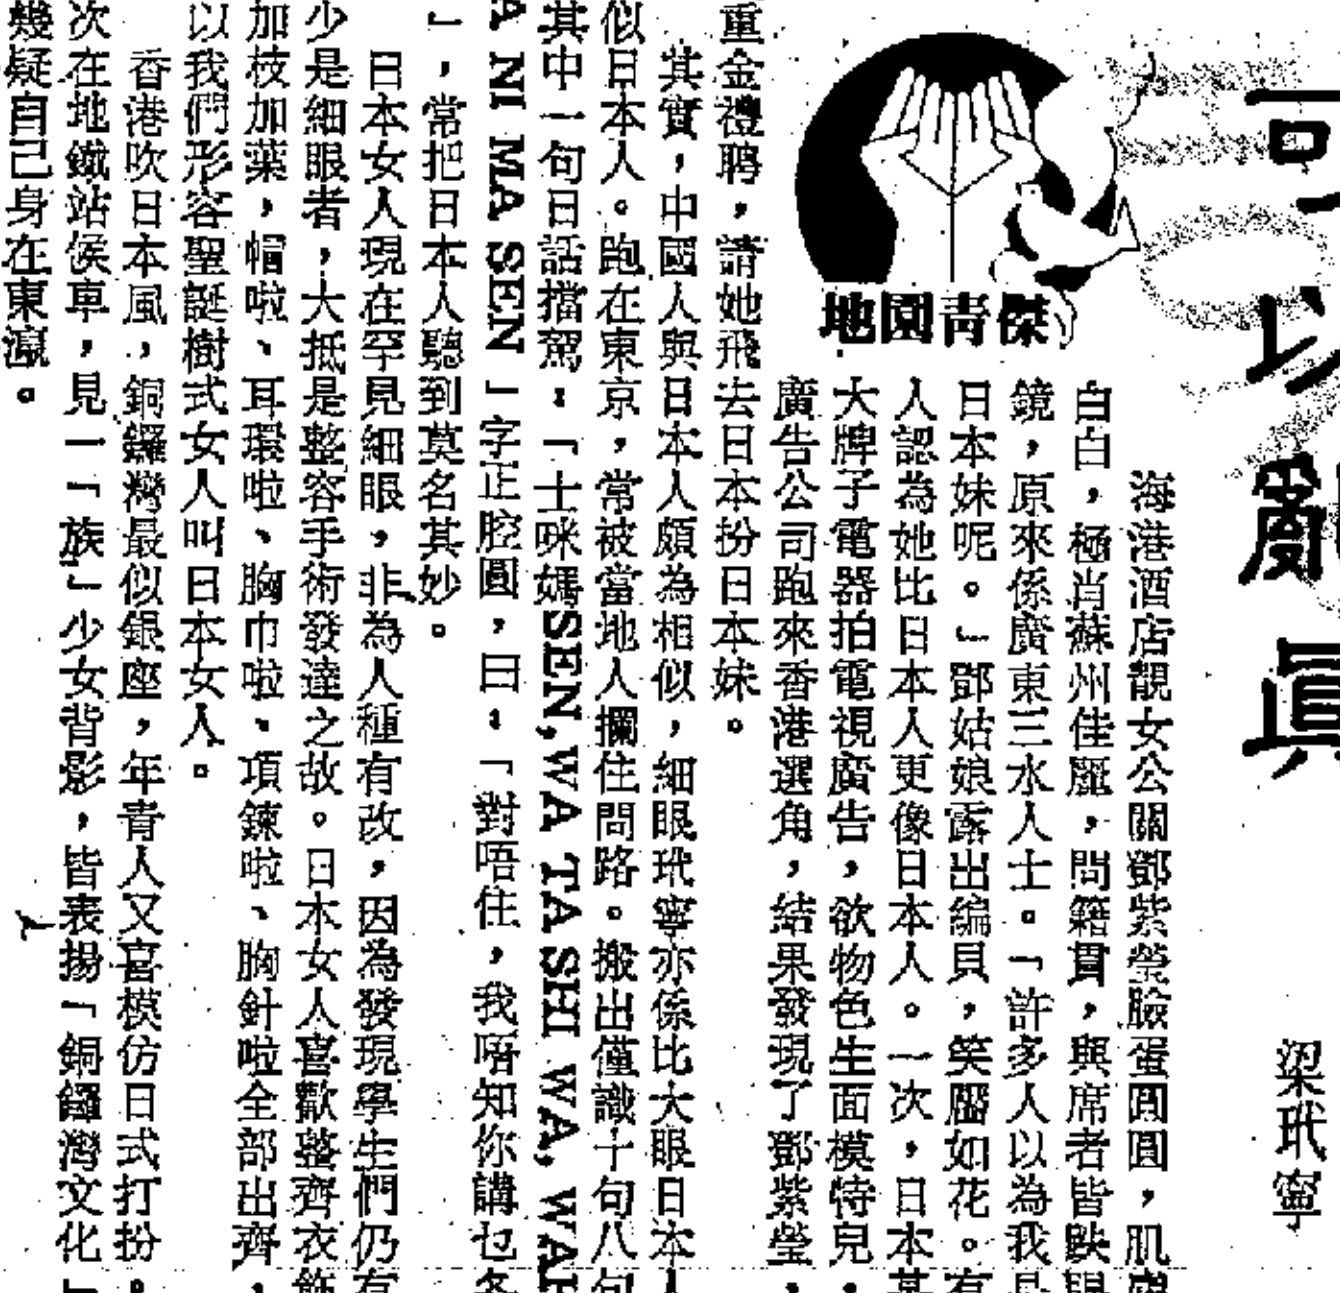 可以亂真
梁玳寧
傑青園地
海港酒店靚女公關鄧紫瑩臉蛋圓圓，肌膚
白白，極肖蘇州佳麗，問籍貫，與席者皆跌眼
鏡，原來係廣東三水人士。「許多人以為我是
日本妹呢。」鄧姑娘露出編貝，笑靨如花。有
人認為她比日本人更像日本人。一次，日本某
大牌子電器拍電視廣告，欲物色生面模特兒，
廣告公司跑來香港選角，結果發現了鄧紫瑩，
重金禮聘，請她飛去日本扮日本妹。
其實，中國人與日本人頗為相似，細眼玳寧亦係比大眼日本人
似日本人。跑在東京，常被當地人攔住問路。搬出僅識十句八句
其中一句日話擋駕：「士咪媽SEN,WA TA SHI WA, WAK
A NI MA SEN」字正腔圓，曰：「對唔住，我唔知你講乜冬
」，常把日本人聽到莫名其妙。
日本女人現在罕見細眼，非為人種有改，因為發現學生們仍有
少是細眼者，大抵是整容手術發達之故。日本女人喜歡整齊衣飾
加枝加葉，帽啦、耳環啦、胸巾啦、項鍊啦、胸針啦全部出齊，
以我們形容聖誕樹式女人叫日本女人。
香港吹日本風，銅鑼灣最似銀座，年青人又喜模仿日式打扮。
次在地鐵站候車，見一「族」少女背影，皆表揚「銅鑼灣文化」
幾疑自己身在東瀛。